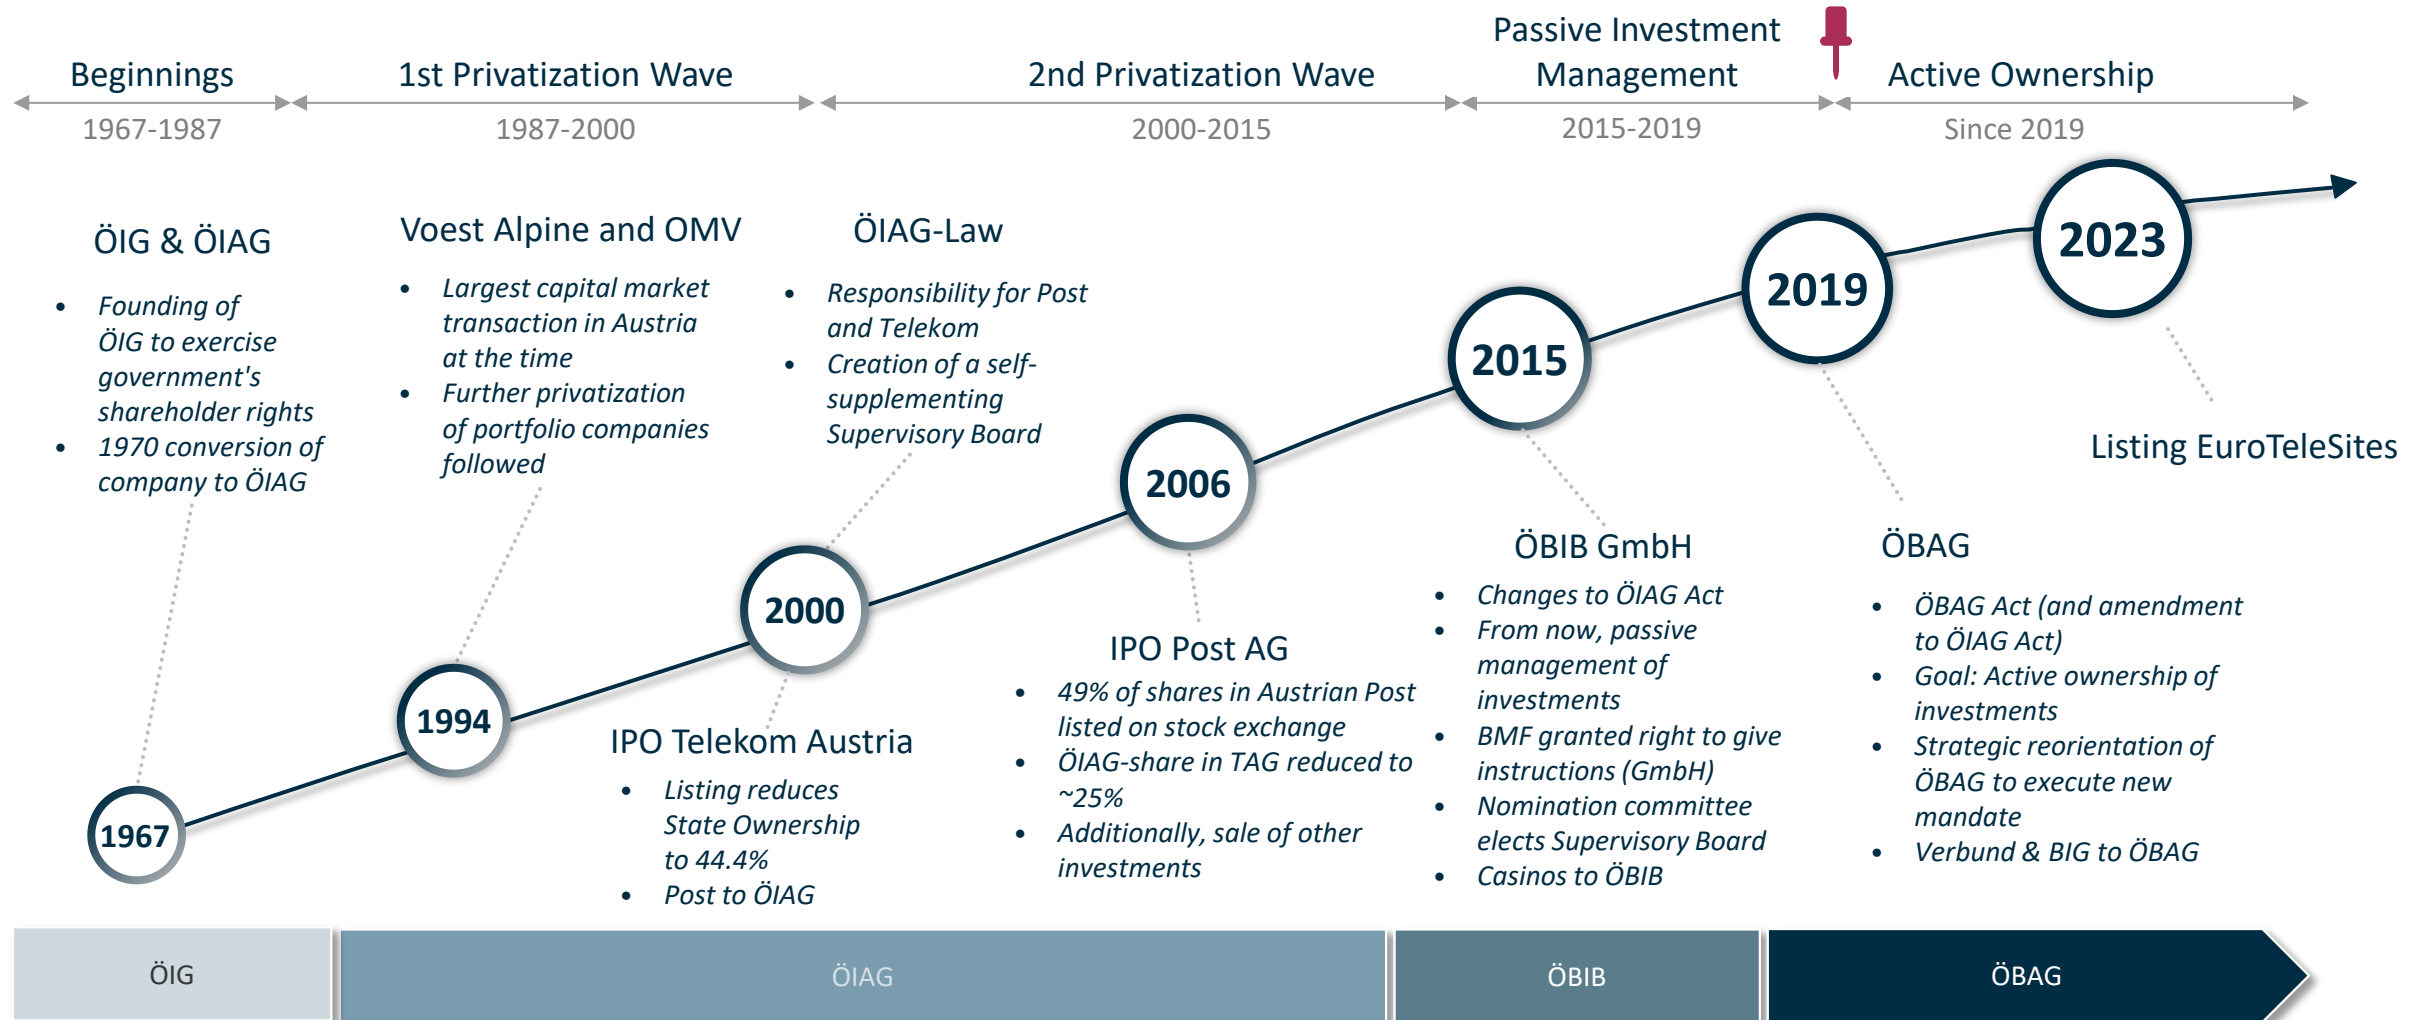 Beginnings
1967-1987
1st Privatization Wave
1987-2000
2nd Privatization Wave
2000-2015
Passive Investment
Management
2015-2019
Active Ownership
Since 2019
ÖIG & ÖIAG
• Founding of
ÖIG to exercise
government's
shareholder rights
• 1970 conversion of
company to ÖIAG
1967
Voest Alpine and OMV
• Largest capital market
transaction in Austria
at the time
• Further privatization
of portfolio companies
followed
1994
ÖIAG-Law
• Responsibility for Post
and Telekom
• Creation of a self-
supplementing
Supervisory Board
2000
IPO Telekom Austria
• Listing reduces
State Ownership
to 44.4%
• Post to ÖIAG
2006
IPO Post AG
• 49% of shares in Austrian Post
listed on stock exchange
• ÖIAG-share in TAG reduced to
~25%
• Additionally, sale of other
investments
2015
ÖBIB GmbH
• Changes to ÖIAG Act
• From now, passive
management of
investments
• BMF granted right to give
instructions (GmbH)
• Nomination committee
elects Supervisory Board
• Casinos to ÖBIB
2019
ÖBAG
• ÖBAG Act (and amendment
to ÖIAG Act)
• Goal: Active ownership of
investments
• Strategic reorientation of
ÖBAG to execute new
mandate
• Verbund & BIG to ÖBAG
2023
Listing EuroTeleSites
ÖIG
ÖIAG
ÖBIB
ÖBAG